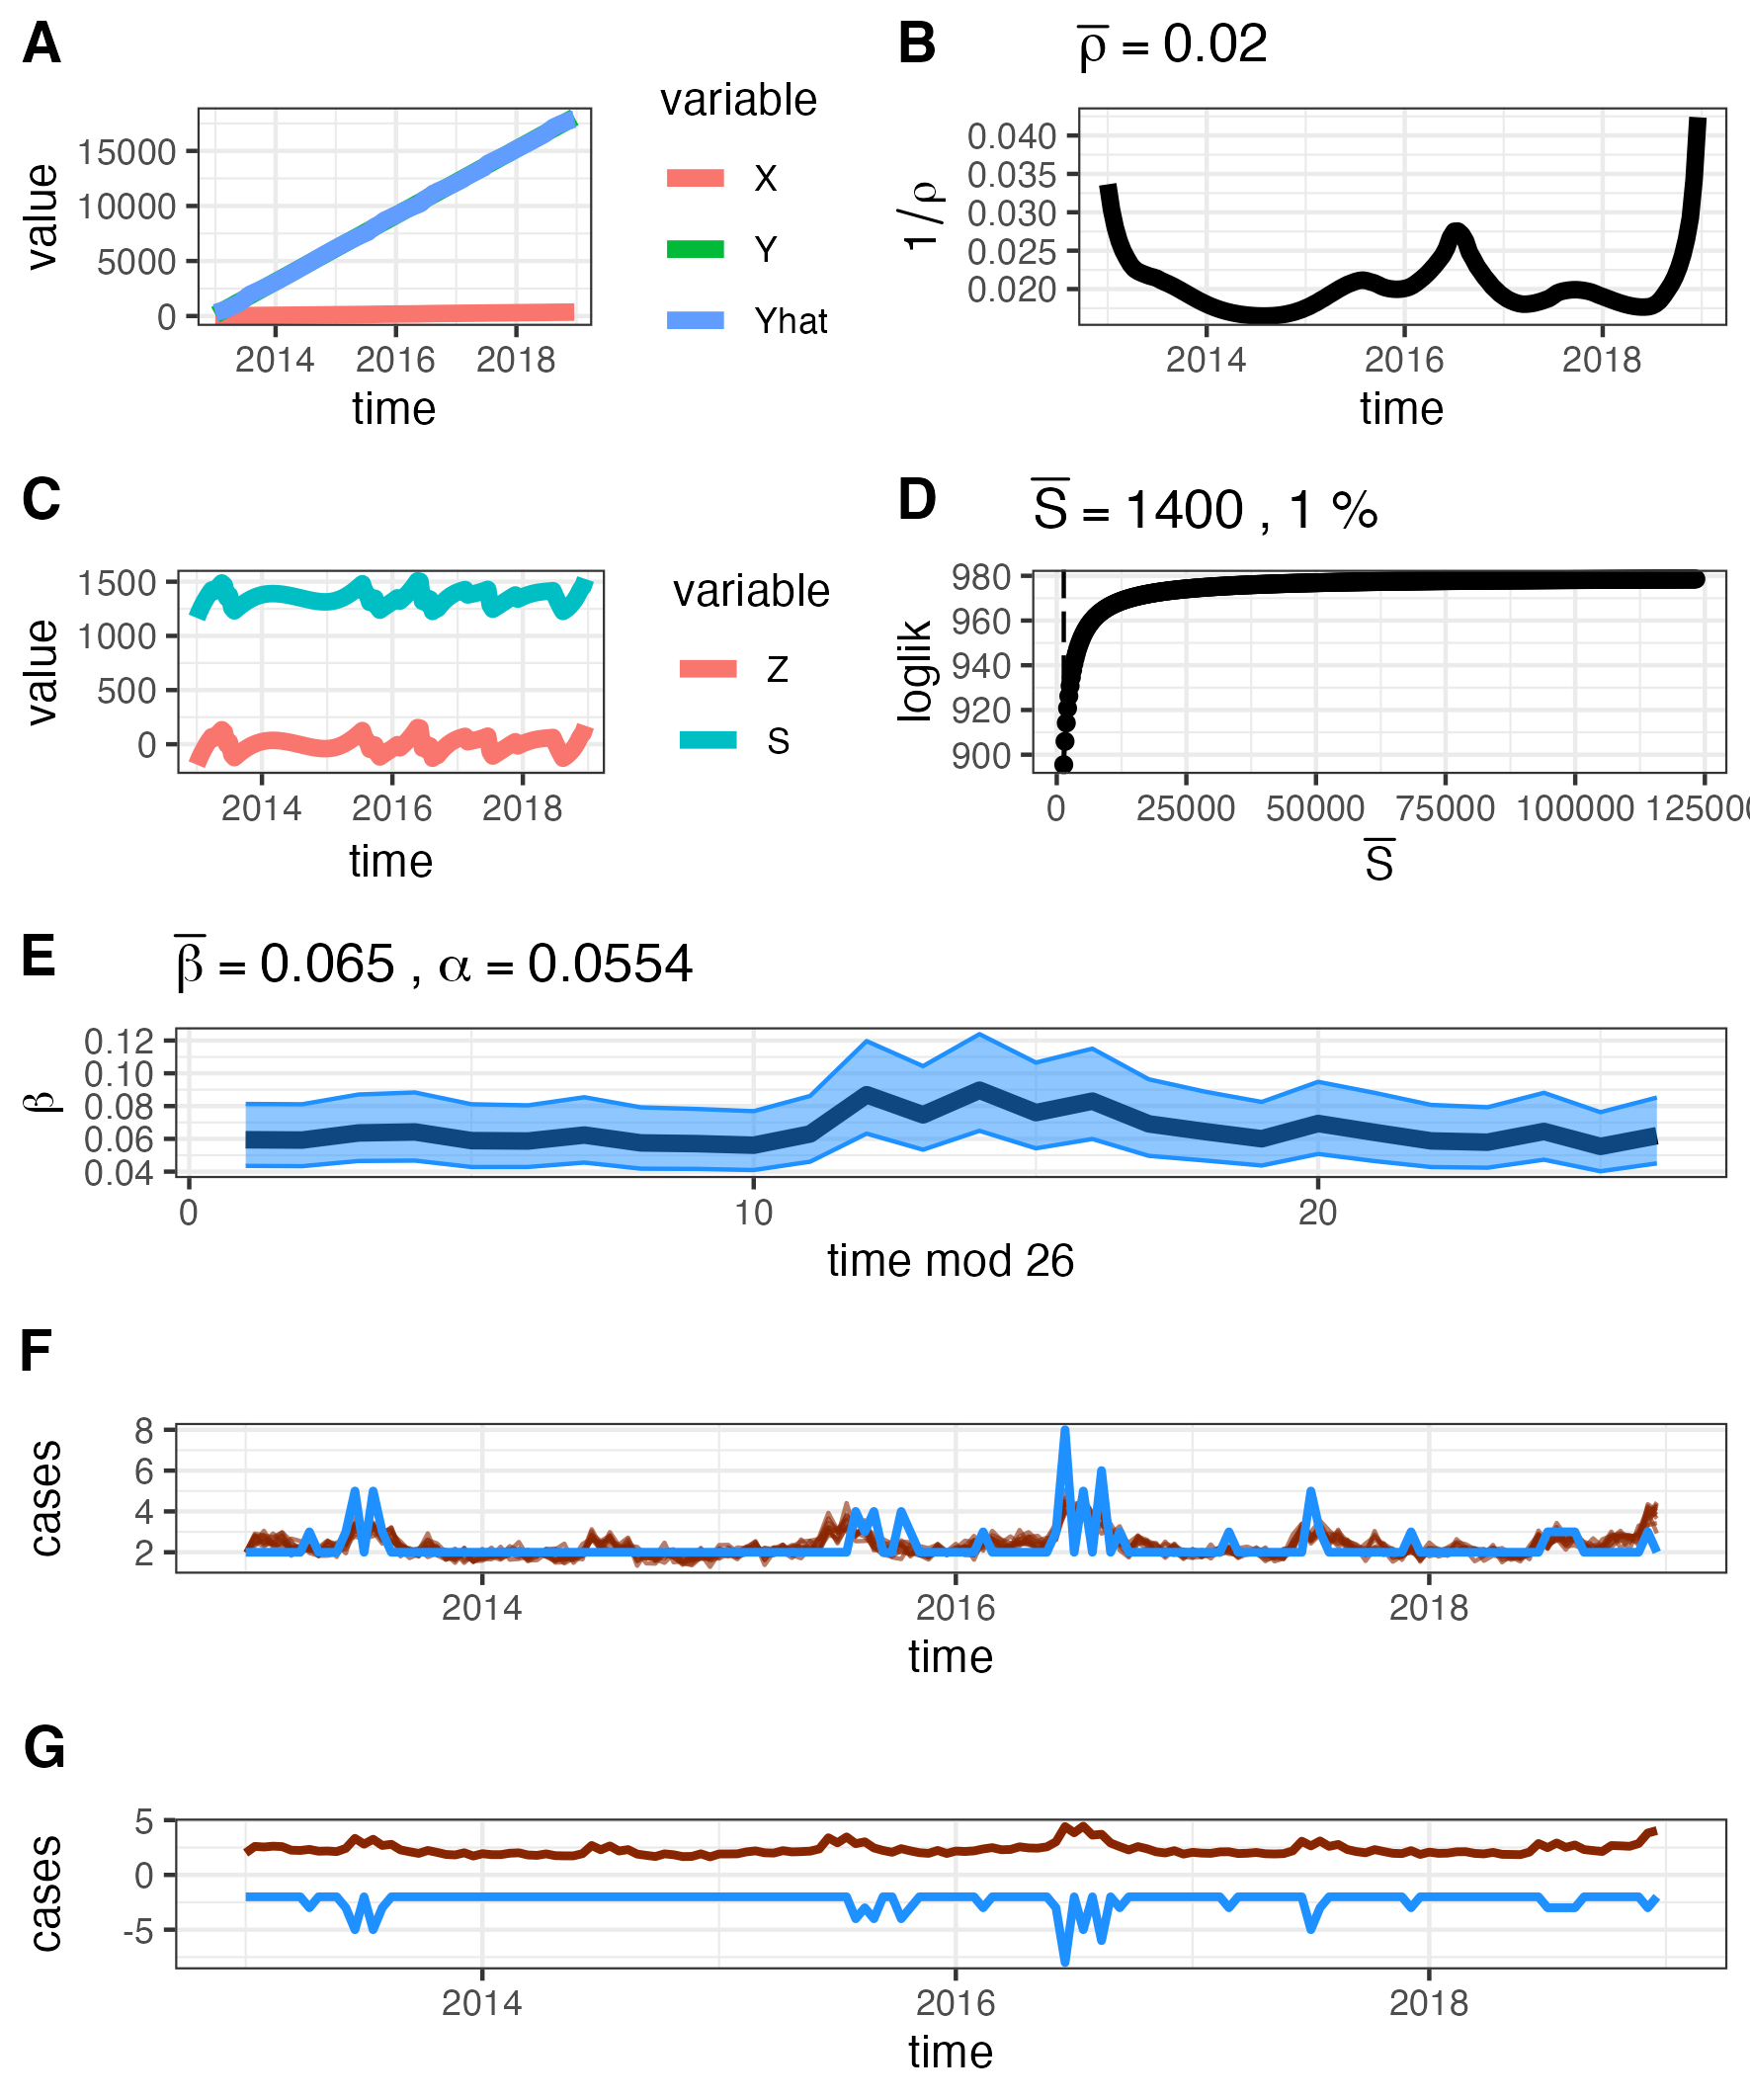 A
variable
X
Y
Yhat
value
15000
10000
5000
0
2014 2016 2018
time
B
ρ̅ = 0.02
1/ρ
0.040
0.035
0.030
0.025
0.020
2014 2016 2018
time
C
variable
Z
S
value
1500
1000
500
0
2014 2016 2018
time
D
S̅ = 1400 , 1 %
loglik
980
960
940
920
900
0 25000 50000 75000 100000 12500
S̅
E
β̅ = 0.065 , α = 0.0554
β
0.12
0.10
0.08
0.06
0.04
0 10 20
time mod 26
F
cases
8
6
4
2
2014 2016 2018
time
G
cases
5
0
-5
2014 2016 2018
time